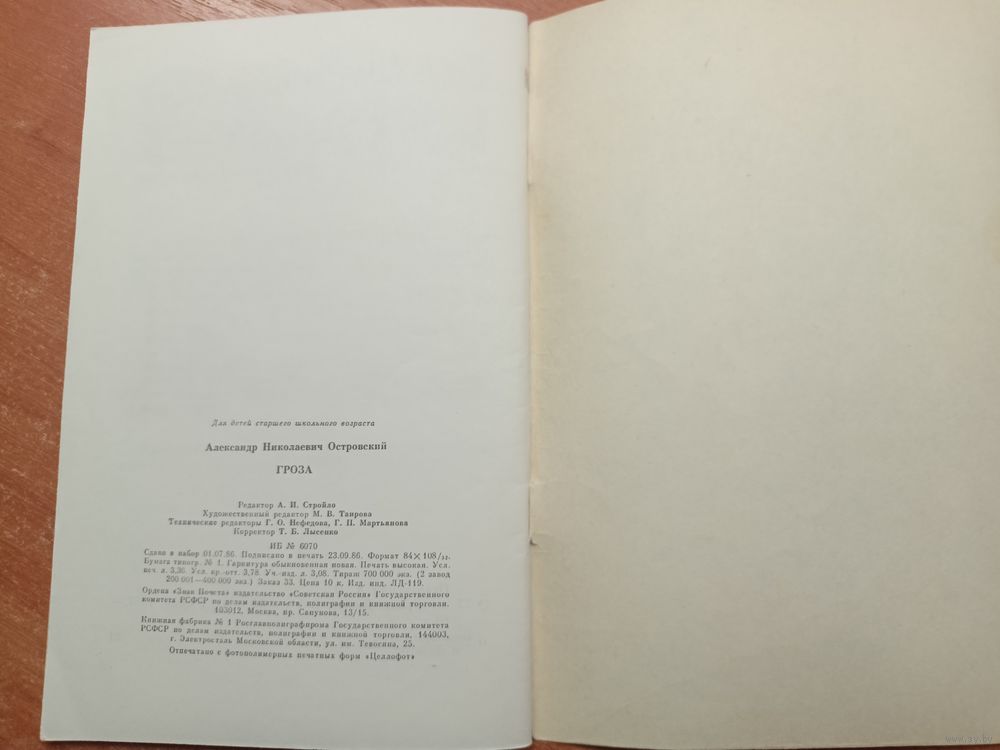 Для детей старшего школьного возраста
Александр Николаевич Островский
ГРОЗА
Редактор А. И. Стройло
Художественный редактор М. В. Таирова
Технические редакторы Г. О. Нефедова, Г. П. Мартьянова
Корректор Т. Б. Лысенко
ИБ № 6070
Сдано в набор 01.07.86. Подписано в печать 23.09.86. Формат 84×108/32.
Бумага типогр. № 1. Гарнитура обыкновенная новая. Печать высокая. Усл.
печ. л. 3,36. Усл. кр.-отт. 3,78. Уч.-изд. л. 3,08. Тираж 700 000 экз. (2 завод
200 001—400 000 экз.) Заказ 33. Цена 10 к. Изд. инд. ЛД-119.
Ордена «Знак Почета» издательство «Советская Россия» Государственного
комитета РСФСР по делам издательств, полиграфии и книжной торговли.
103012. Москва, пр. Сапунова, 13/15.
Книжная фабрика № 1 Росглавполиграфпрома Государственного комитета
РСФСР по делам издательств, полиграфии и книжной торговли. 144003,
г. Электросталь Московской области, ул. им. Тевосяна, 25.
Отпечатано с фотополимерных печатных форм «Целлофот»
www.ay.by